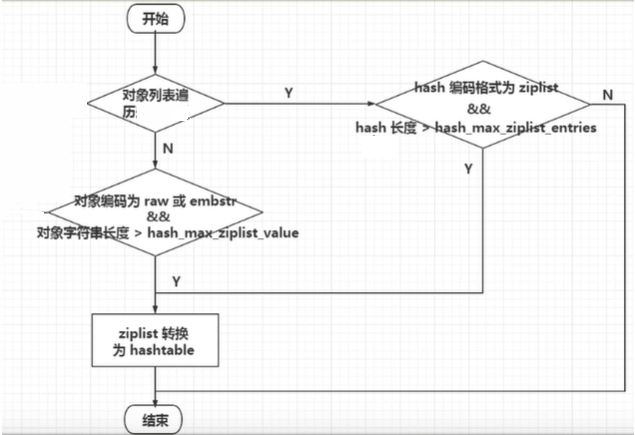 开始
对象列表遍
历
Y
hash 编码格式为 ziplist
&&
hash 长度 > hash_max_ziplist_entries
N
N
Y
对象编码为 raw 或 embstr
&&
对象字符串长度 > hash_max_ziplist_value
Y
ziplist 转换
为 hashtable
结束